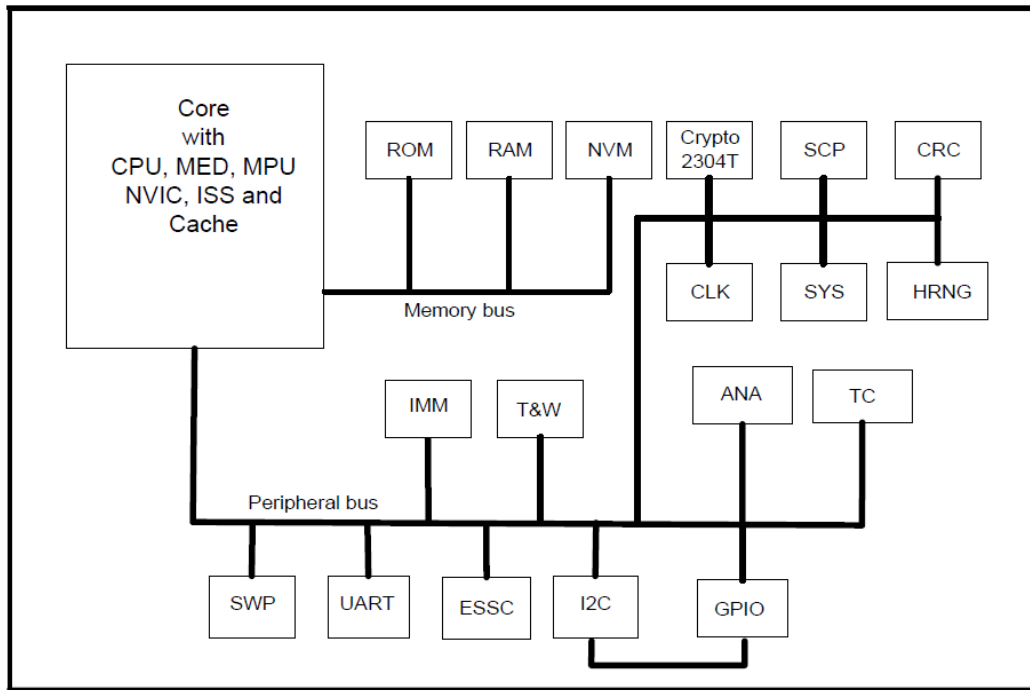 Core
with
CPU, MED, MPU
NVIC, ISS and
Cache
ROM
RAM
NVM
Crypto
2304T
SCP
CRC
CLK
SYS
HRNG
Memory bus
IMM
T&W
ANA
TC
Peripheral bus
SWP
UART
ESSC
I2C
GPIO